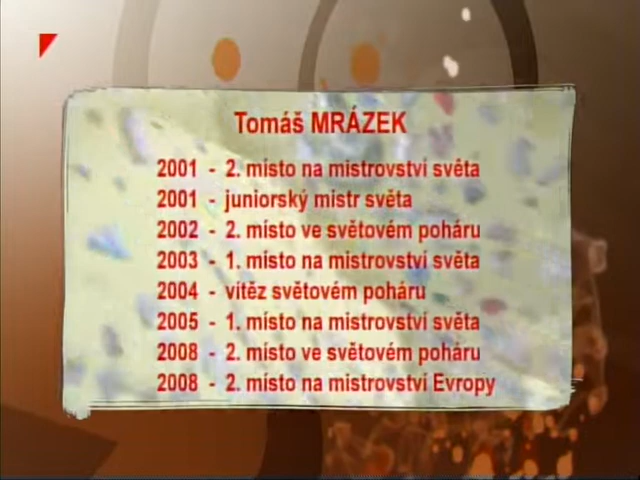 Tomáš MRÁZEK
2001 - 2. místo na mistrovství světa
2001 - juniorský mistr světa
2002 - 2. místo ve světovém poháru
2003 - 1. místo na mistrovství světa
2004 - vítěz světovém poháru
2005 - 1. místo na mistrovství světa
2008 - 2. místo ve světovém poháru
2008 - 2. místo na mistrovství Evropy